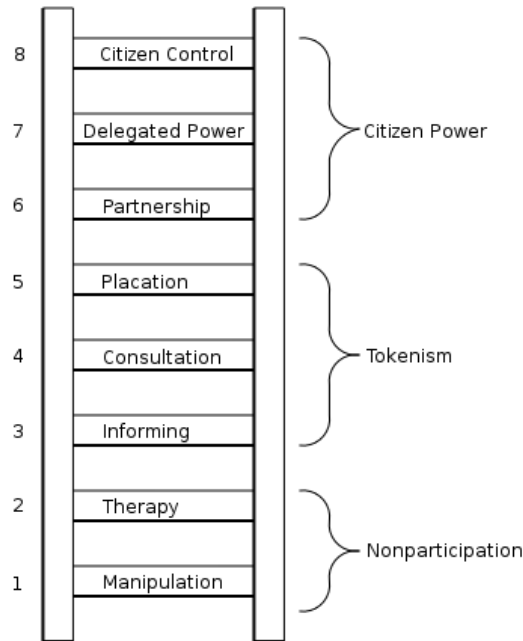 8 Citizen Control
7 Delegated Power
Citizen Power
6 Partnership
5 Placation
4 Consultation
Tokenism
3 Informing
2 Therapy
Nonparticipation
1 Manipulation